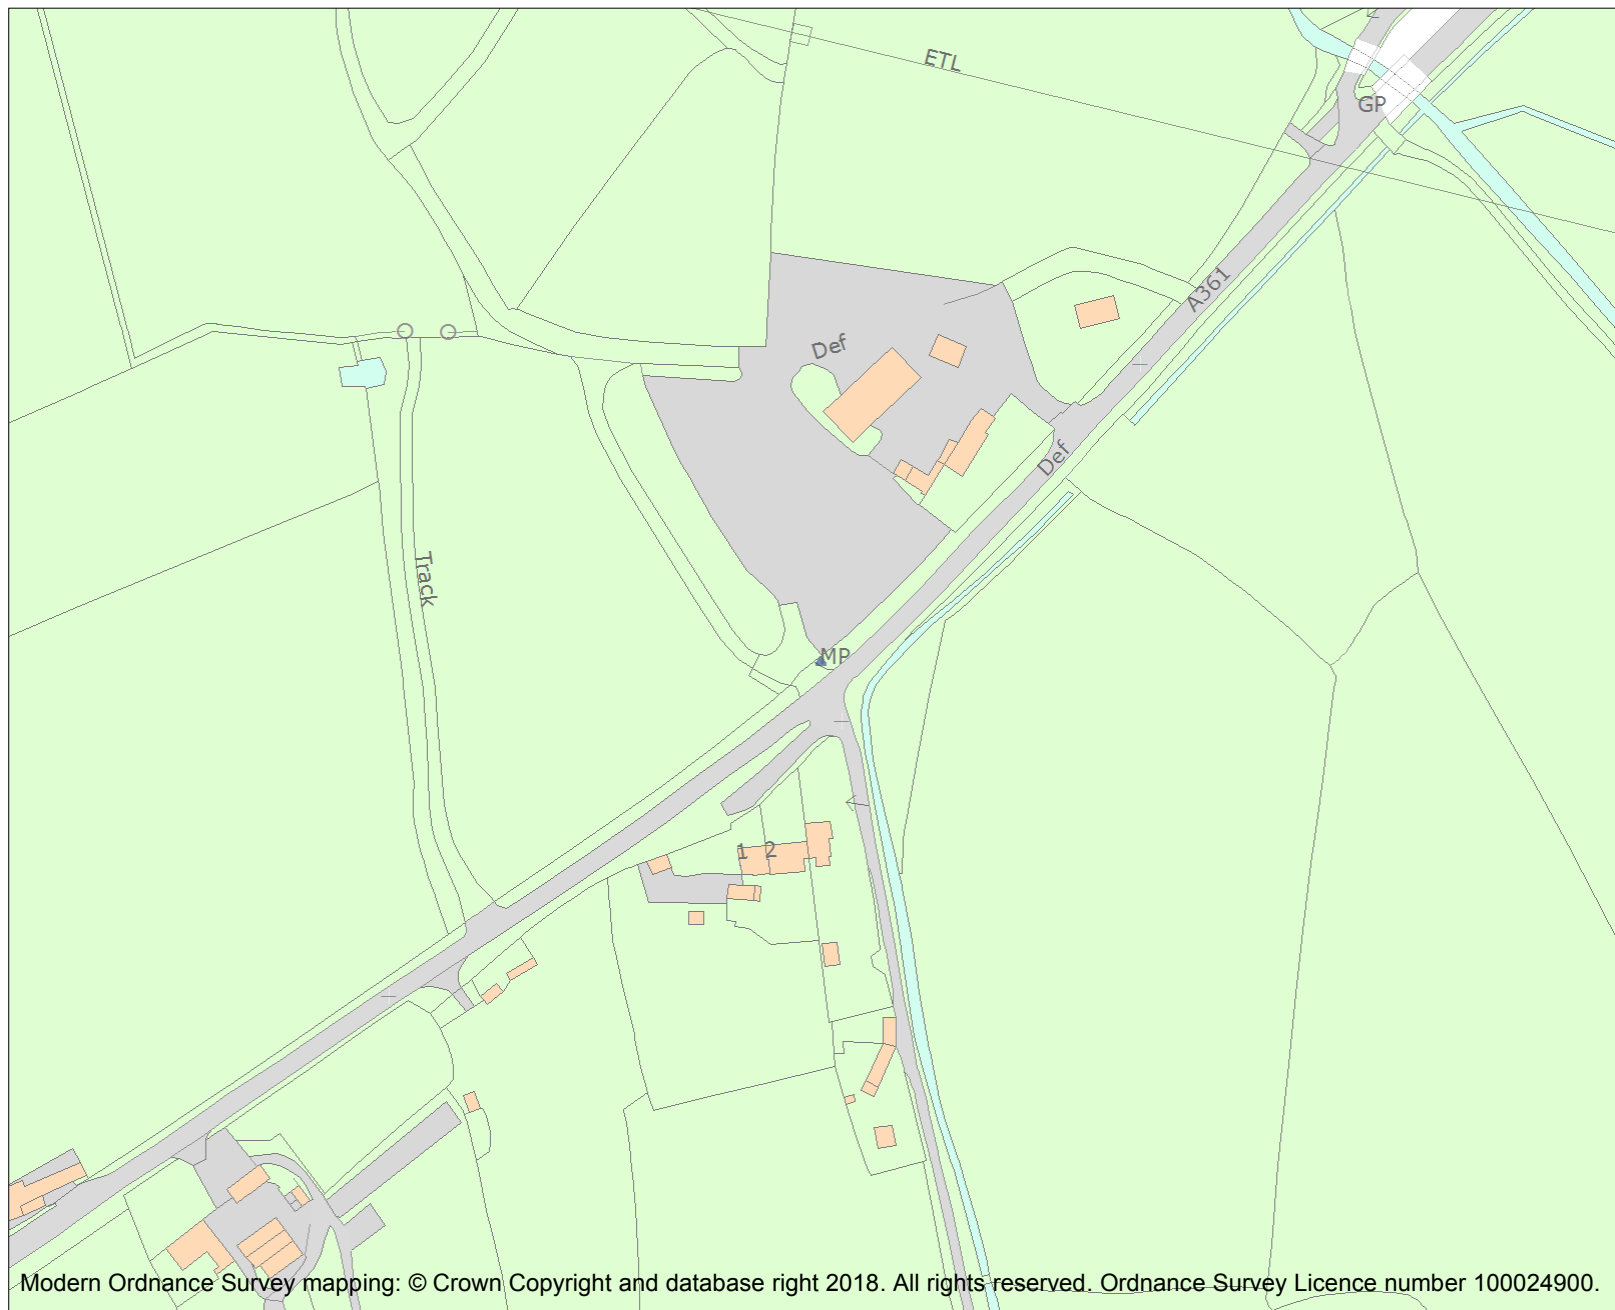 ETL
GP
A361
Def
Def
Track
MP
1 2
Modern Ordnance Survey mapping: © Crown Copyright and database right 2018. All rights reserved. Ordnance Survey Licence number 100024900.